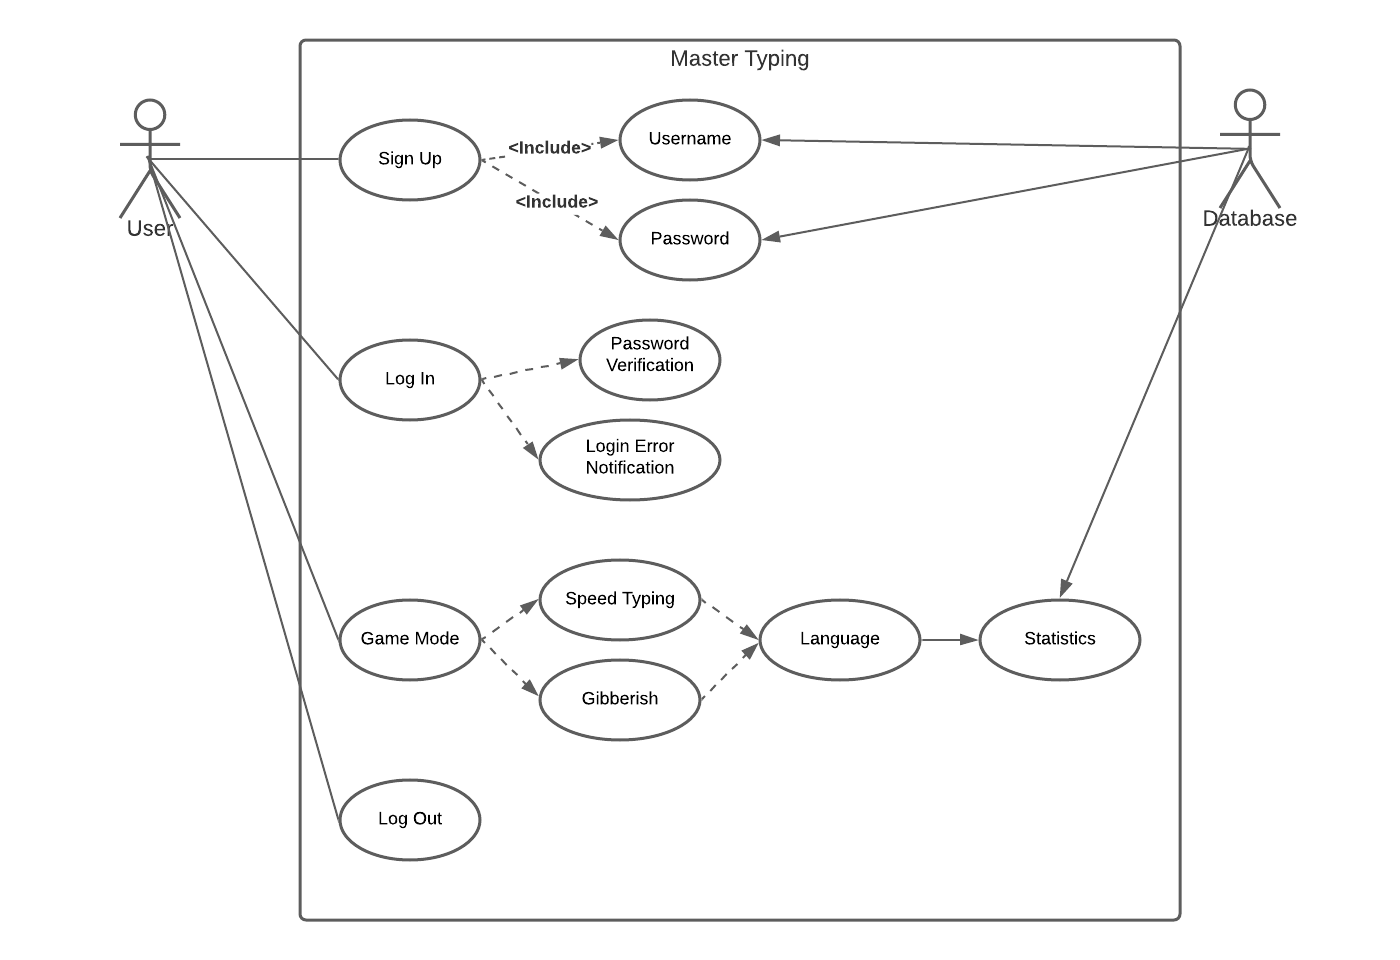 Master Typing
User
Database
Sign Up
<Include>
<Include>
Username
Password
Log In
Password
Verification
Login Error
Notification
Game Mode
Speed Typing
Gibberish
Language
Statistics
Log Out